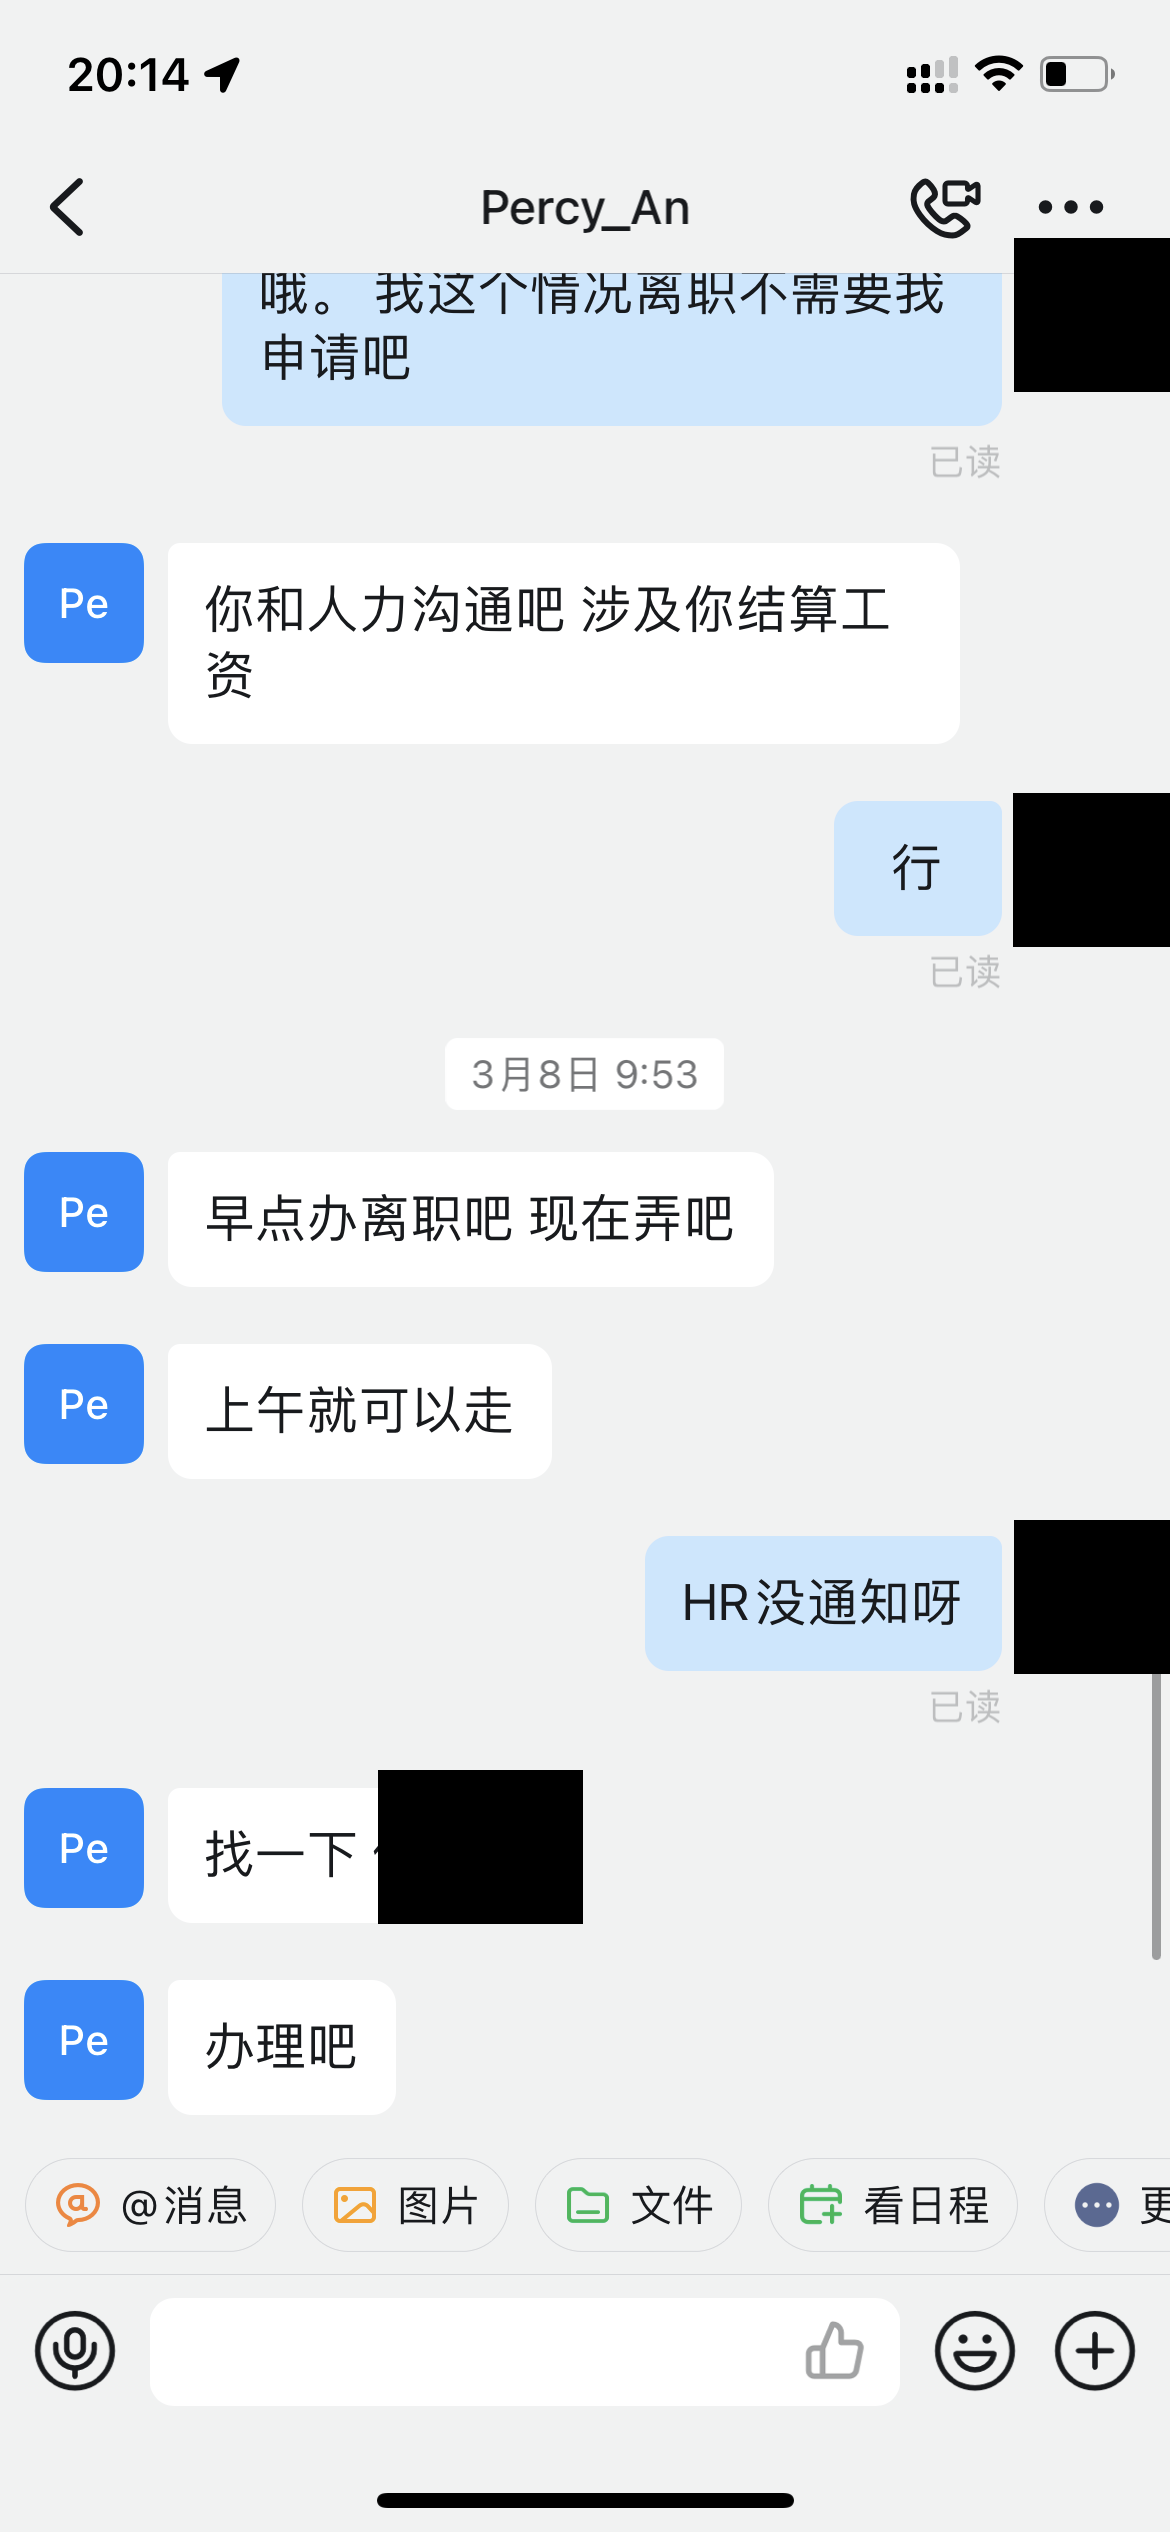 20:14
Percy_An
哦。 我这个情况离职不需要我
申请吧
已读
Pe
你和人力沟通吧 涉及你结算工
资
行
已读
3月8日 9:53
Pe
早点办离职吧 现在弄吧
Pe
上午就可以走
HR没通知呀
已读
Pe
找一下
Pe
办理吧
@消息
图片
文件
看日程
更